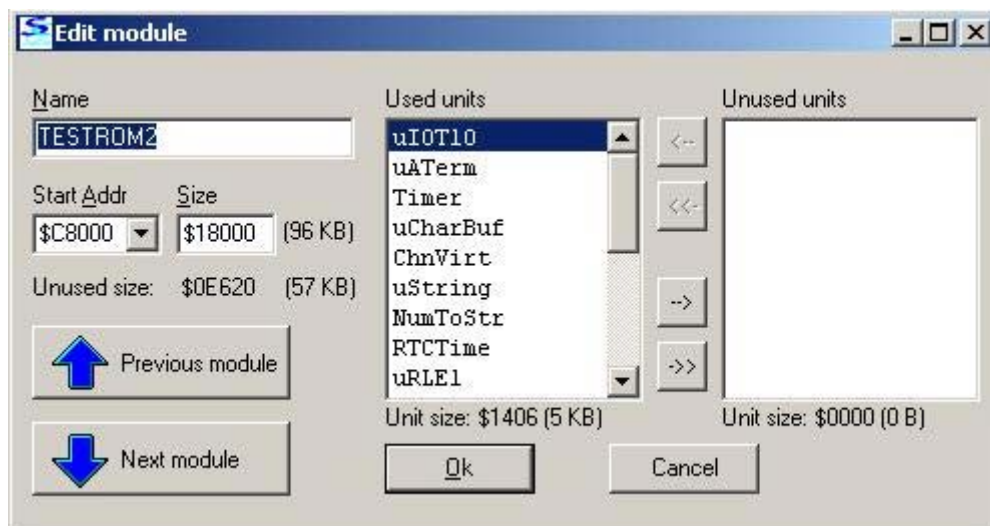 Edit module
Name
TESTROM2
Start Addr Size
$C8000 $18000 (96 KB)
Unused size: $0E620 (57 KB)
Previous module
Next module
Used units
uIOT10
uATerm
Timer
uCharBuf
ChnVirt
uString
NumToStr
RTCTime
uRLE1
Unit size: $1406 (5 KB)
<--
<<-
-->
->>
Unused units
Unit size: $0000 (0 B)
Ok
Cancel